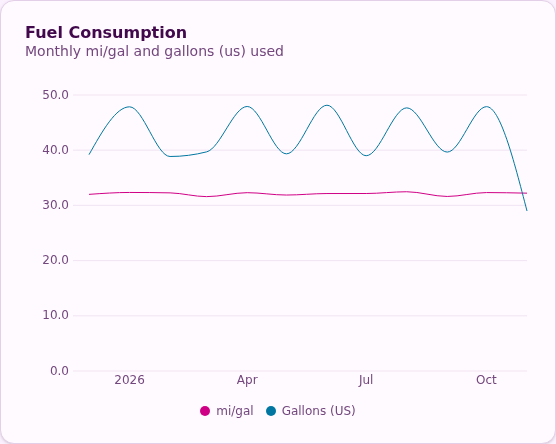 Fuel Consumption
Monthly mi/gal and gallons (us) used
50.0
40.0
30.0
20.0
10.0
0.0
2026 Apr Jul Oct
mi/gal Gallons (US)